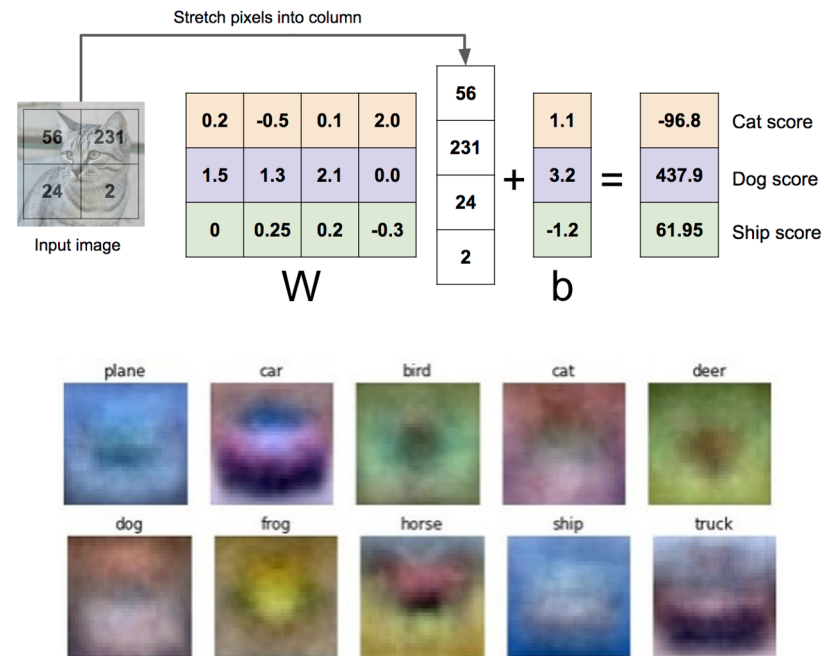 Stretch pixels into column
56 231
24 2
Input image
0.2 -0.5 0.1 2.0
1.5 1.3 2.1 0.0
0 0.25 0.2 -0.3
W
56
231
24
2
+
1.1
3.2
-1.2
b
=
-96.8 Cat score
437.9 Dog score
61.95 Ship score
plane car bird cat deer
dog frog horse ship truck